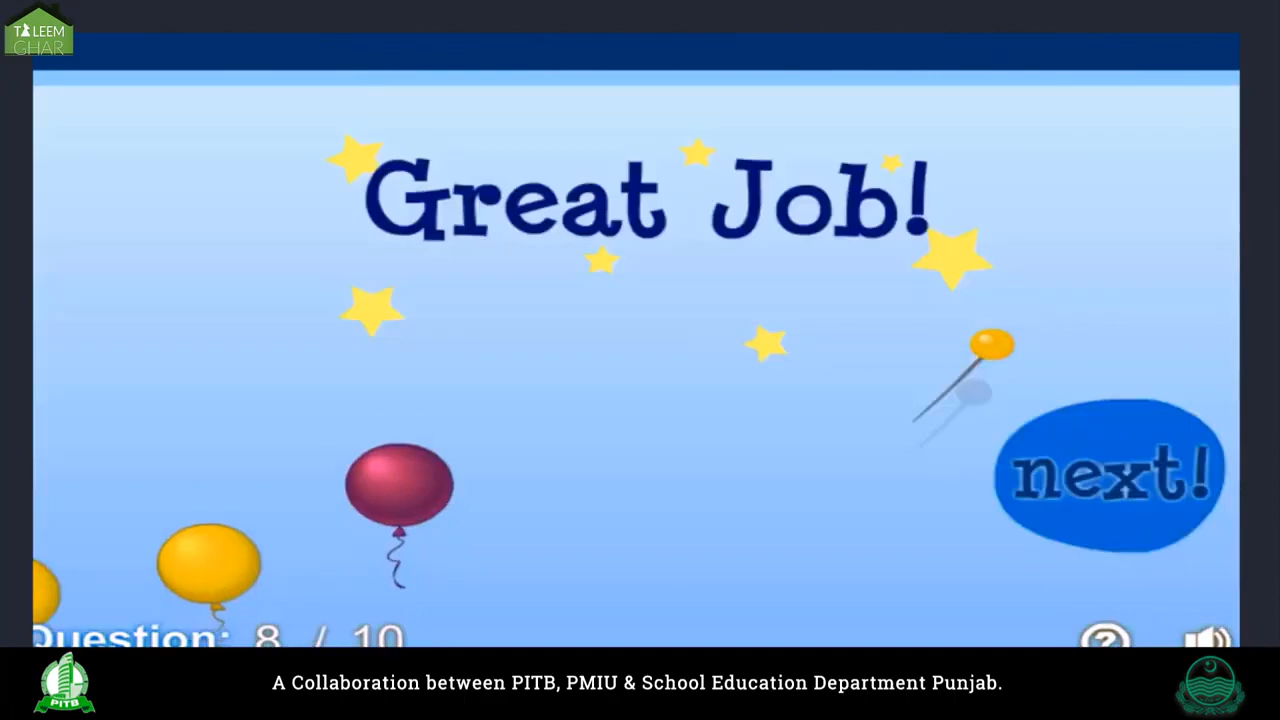 TALEEM
GHAR
Great Job!
next!
Question: 8 / 10
?
A Collaboration between PITB, PMIU & School Education Department Punjab.
PITB